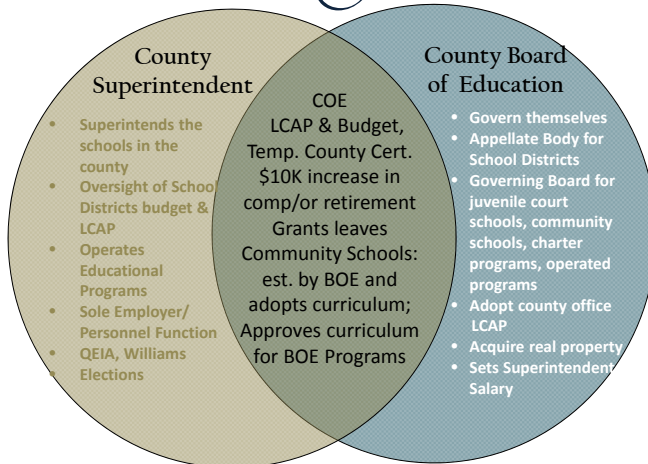 County
Superintendent
• Superintends the
schools in the
county
• Oversight of School
Districts budget &
LCAP
• Operates
Educational
Programs
• Sole Employer/
Personnel Function
• QEIA, Williams
• Elections
COE
LCAP & Budget,
Temp. County Cert.
$10K increase in
comp/or retirement
Grants leaves
Community Schools:
est. by BOE and
adopts curriculum;
Approves curriculum
for BOE Programs
County Board
of Education
• Govern themselves
• Appellate Body for
School Districts
• Governing Board for
juvenile court
schools, community
schools, charter
programs, operated
programs
• Adopt county office
LCAP
• Acquire real property
• Sets Superintendent
Salary